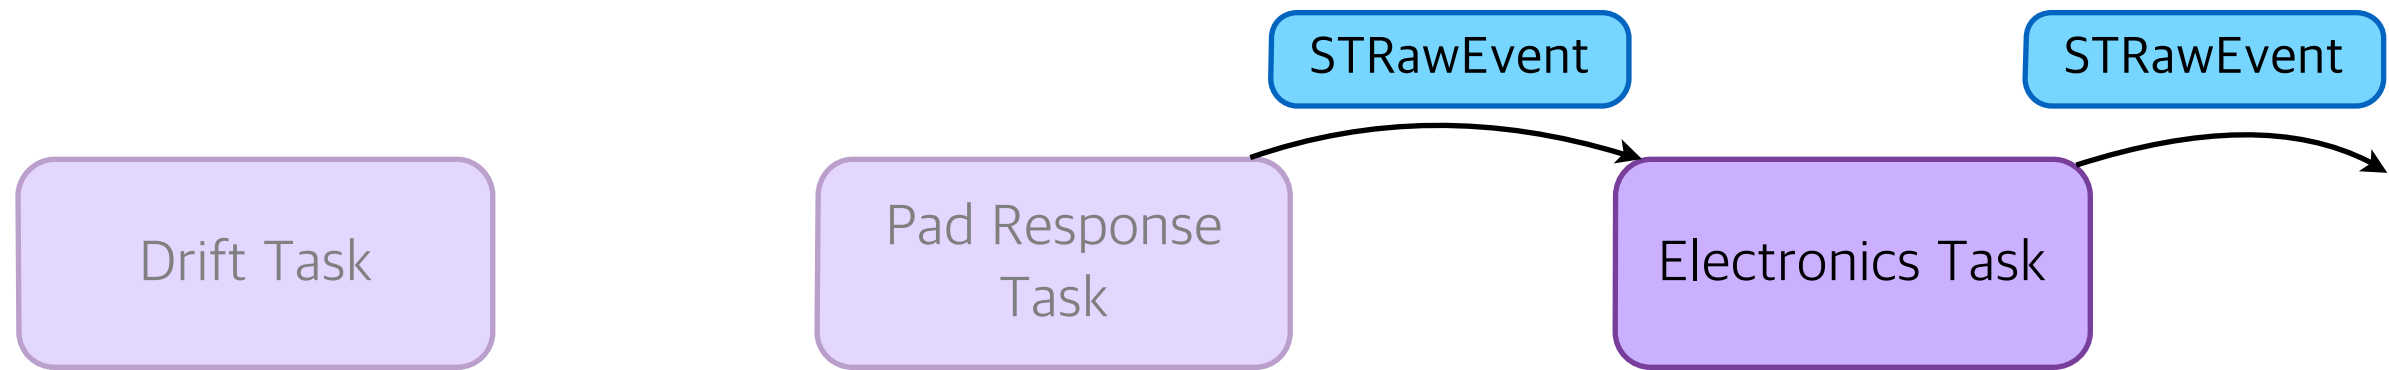 STRawEvent
STRawEvent
Drift Task
Pad Response
Task
Electronics Task